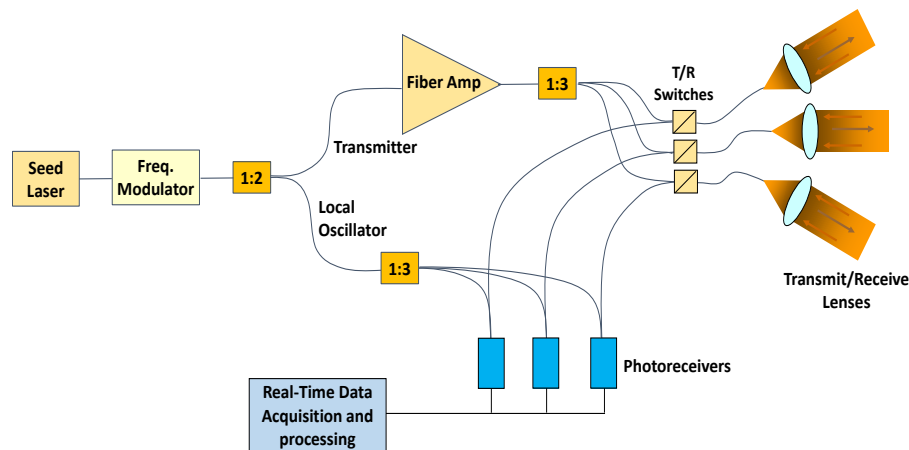 Seed
Laser
Freq.
Modulator
1:2
Transmitter
Fiber Amp
1:3
T/R
Switches
Local
Oscillator
1:3
Transmit/Receive
Lenses
Photoreceivers
Real-Time Data
Acquisition and
processing